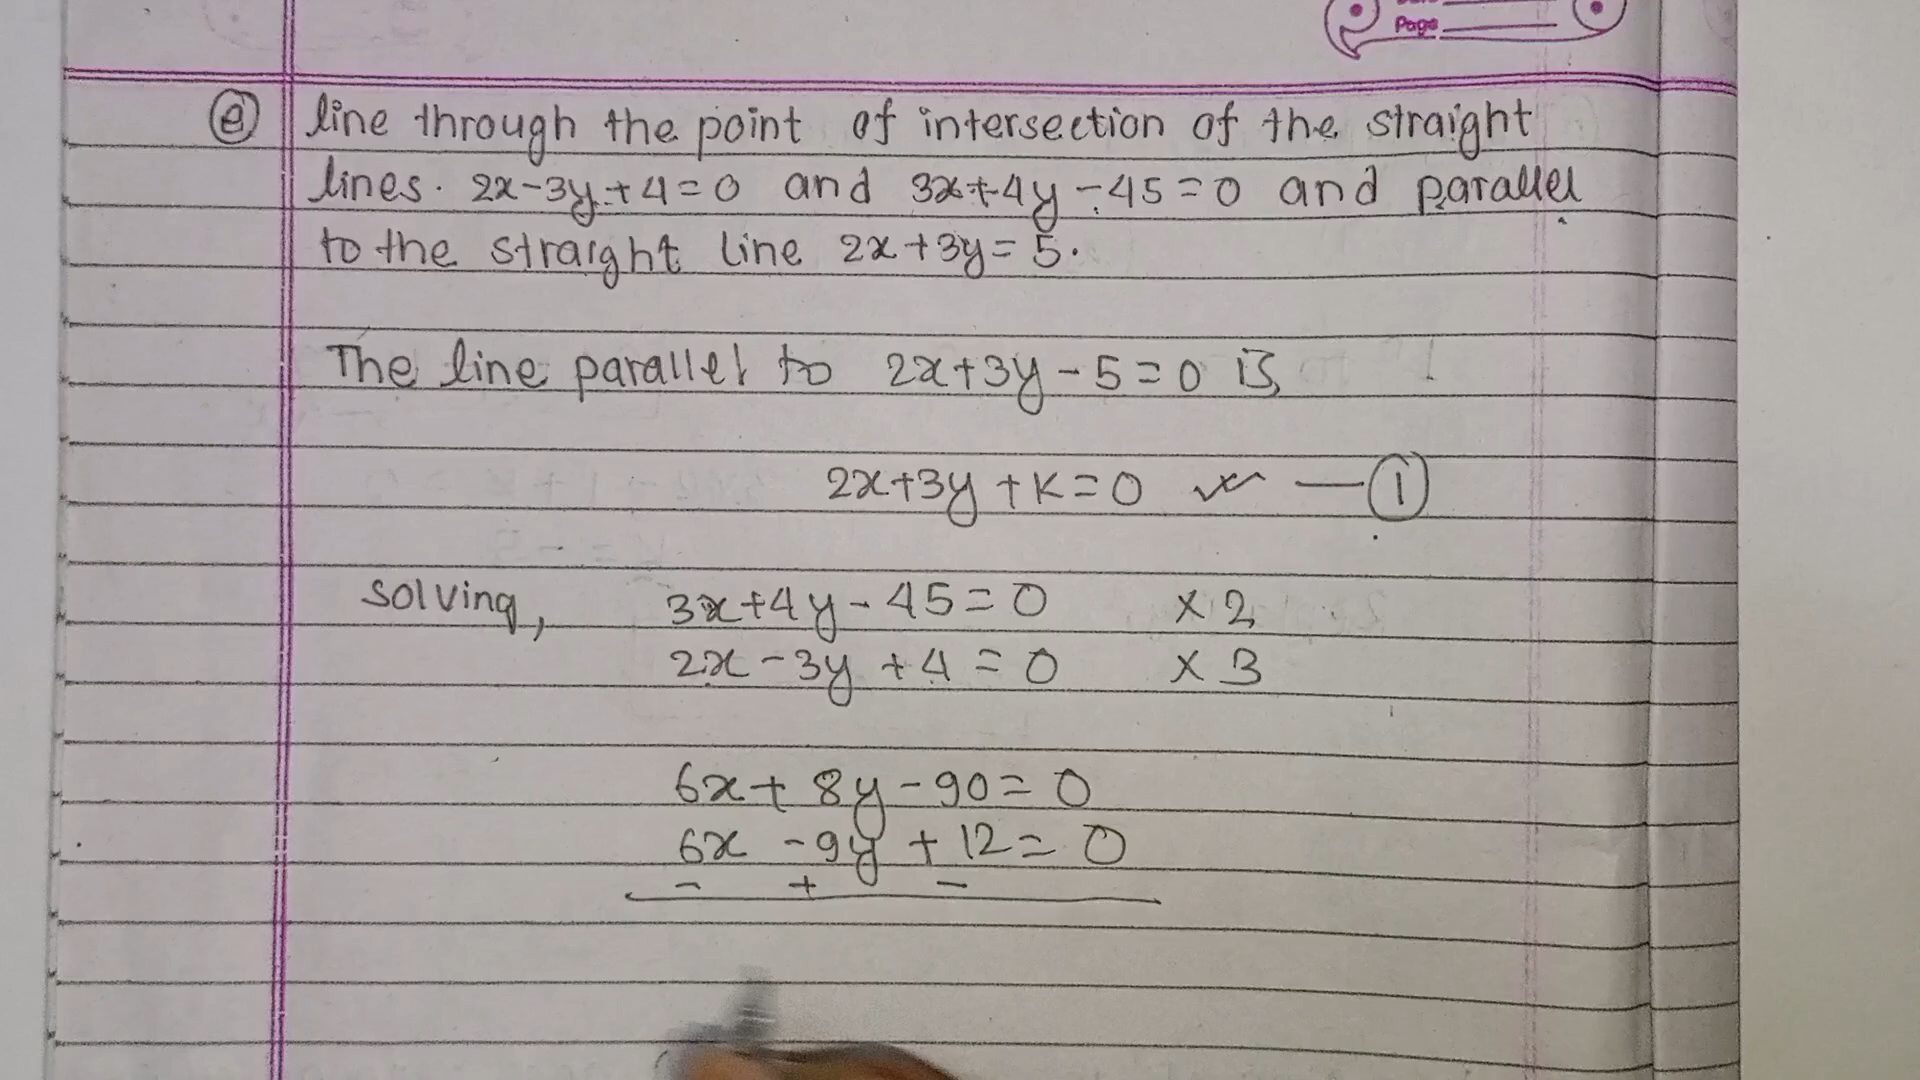 Page
ⓔ line through the point of intersection of the straight
lines. 2x-3y+4=0 and 3x+4y-45=0 and parallel
to the straight line 2x+3y=5.
The line parallel to 2x+3y-5=0 is
2x+3y+k=0 — ①
Solving, 3x+4y-45=0 ×2
2x-3y+4=0 ×3
6x+8y-90=0
6x-9y+12=0
- + -